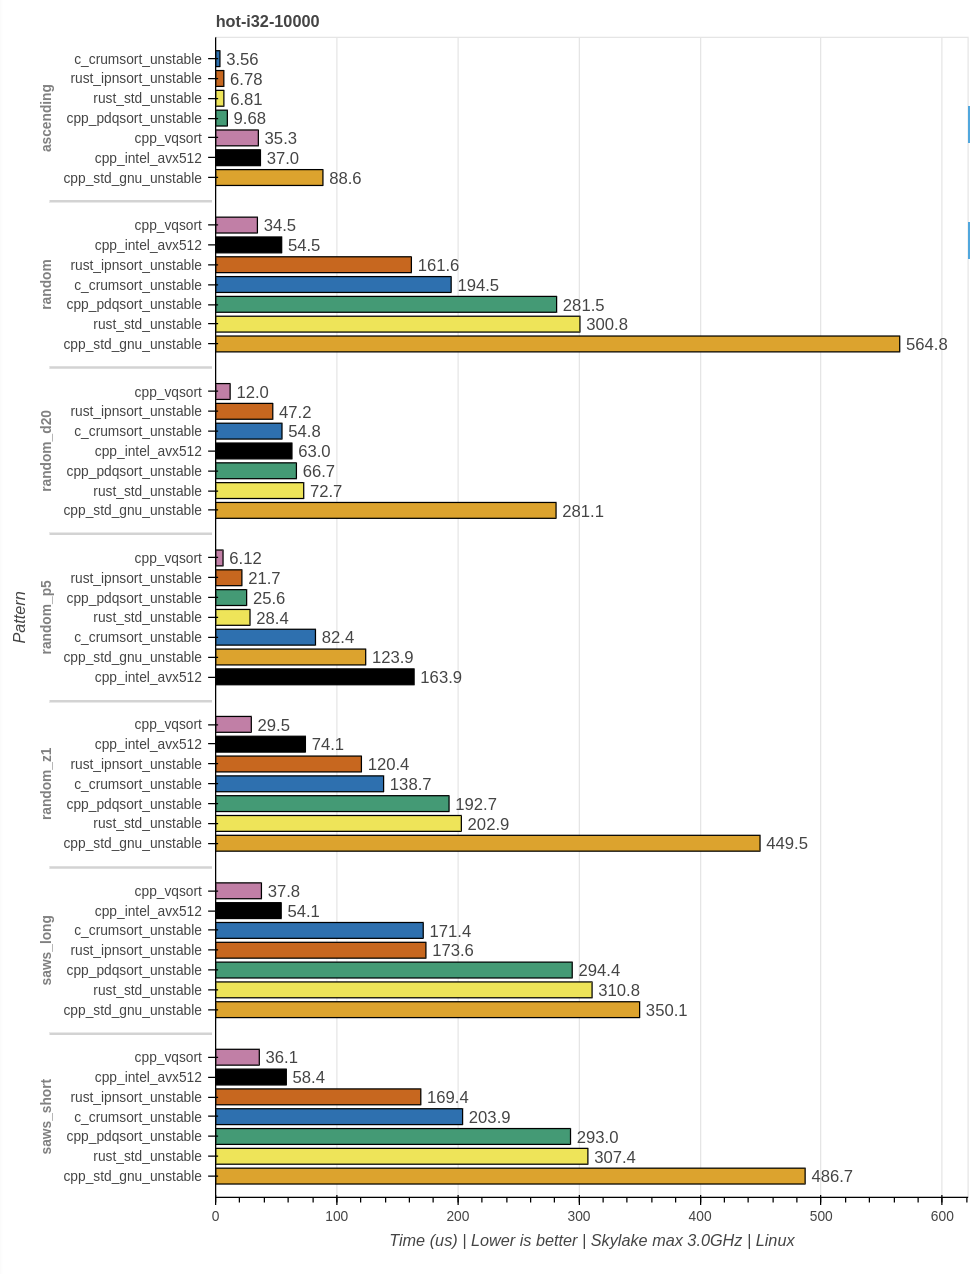 hot-i32-10000
Pattern
ascending
c_crumsort_unstable 3.56
rust_ipnsort_unstable 6.78
rust_std_unstable 6.81
cpp_pdqsort_unstable 9.68
cpp_vqsort 35.3
cpp_intel_avx512 37.0
cpp_std_gnu_unstable 88.6
random
cpp_vqsort 34.5
cpp_intel_avx512 54.5
rust_ipnsort_unstable 161.6
c_crumsort_unstable 194.5
cpp_pdqsort_unstable 281.5
rust_std_unstable 300.8
cpp_std_gnu_unstable 564.8
random_d20
cpp_vqsort 12.0
rust_ipnsort_unstable 47.2
c_crumsort_unstable 54.8
cpp_intel_avx512 63.0
cpp_pdqsort_unstable 66.7
rust_std_unstable 72.7
cpp_std_gnu_unstable 281.1
random_p5
cpp_vqsort 6.12
rust_ipnsort_unstable 21.7
cpp_pdqsort_unstable 25.6
rust_std_unstable 28.4
c_crumsort_unstable 82.4
cpp_std_gnu_unstable 123.9
cpp_intel_avx512 163.9
random_z1
cpp_vqsort 29.5
cpp_intel_avx512 74.1
rust_ipnsort_unstable 120.4
c_crumsort_unstable 138.7
cpp_pdqsort_unstable 192.7
rust_std_unstable 202.9
cpp_std_gnu_unstable 449.5
saws_long
cpp_vqsort 37.8
cpp_intel_avx512 54.1
c_crumsort_unstable 171.4
rust_ipnsort_unstable 173.6
cpp_pdqsort_unstable 294.4
rust_std_unstable 310.8
cpp_std_gnu_unstable 350.1
saws_short
cpp_vqsort 36.1
cpp_intel_avx512 58.4
rust_ipnsort_unstable 169.4
c_crumsort_unstable 203.9
cpp_pdqsort_unstable 293.0
rust_std_unstable 307.4
cpp_std_gnu_unstable 486.7
0 100 200 300 400 500 600
Time (us) | Lower is better | Skylake max 3.0GHz | Linux